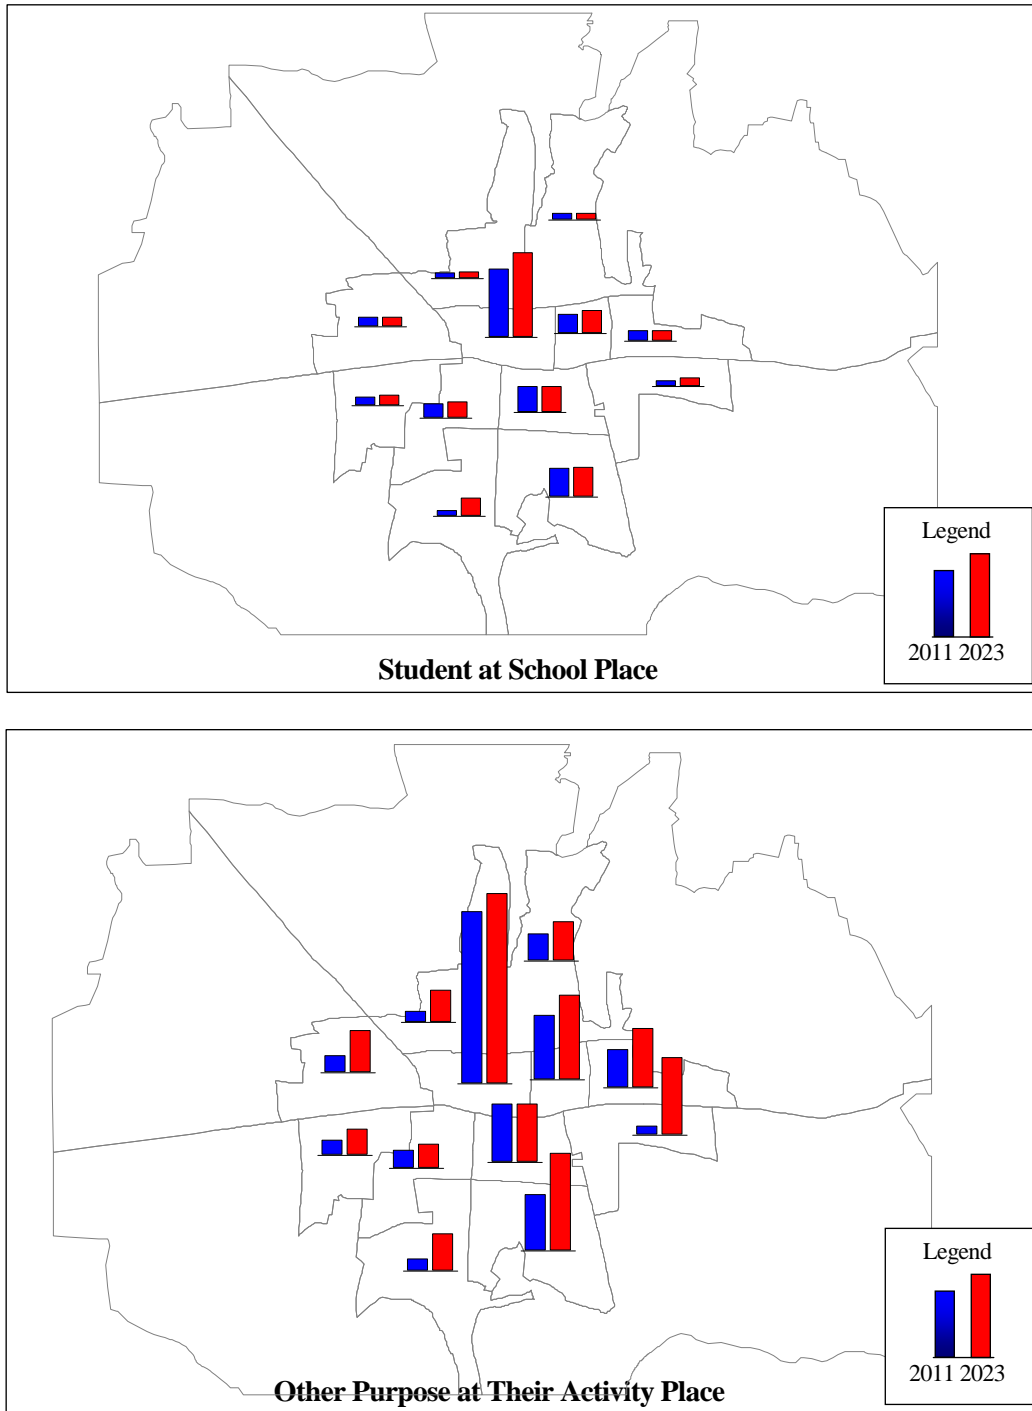 Legend
2011 2023
Student at School Place
Legend
2011 2023
Other Purpose at Their Activity Place